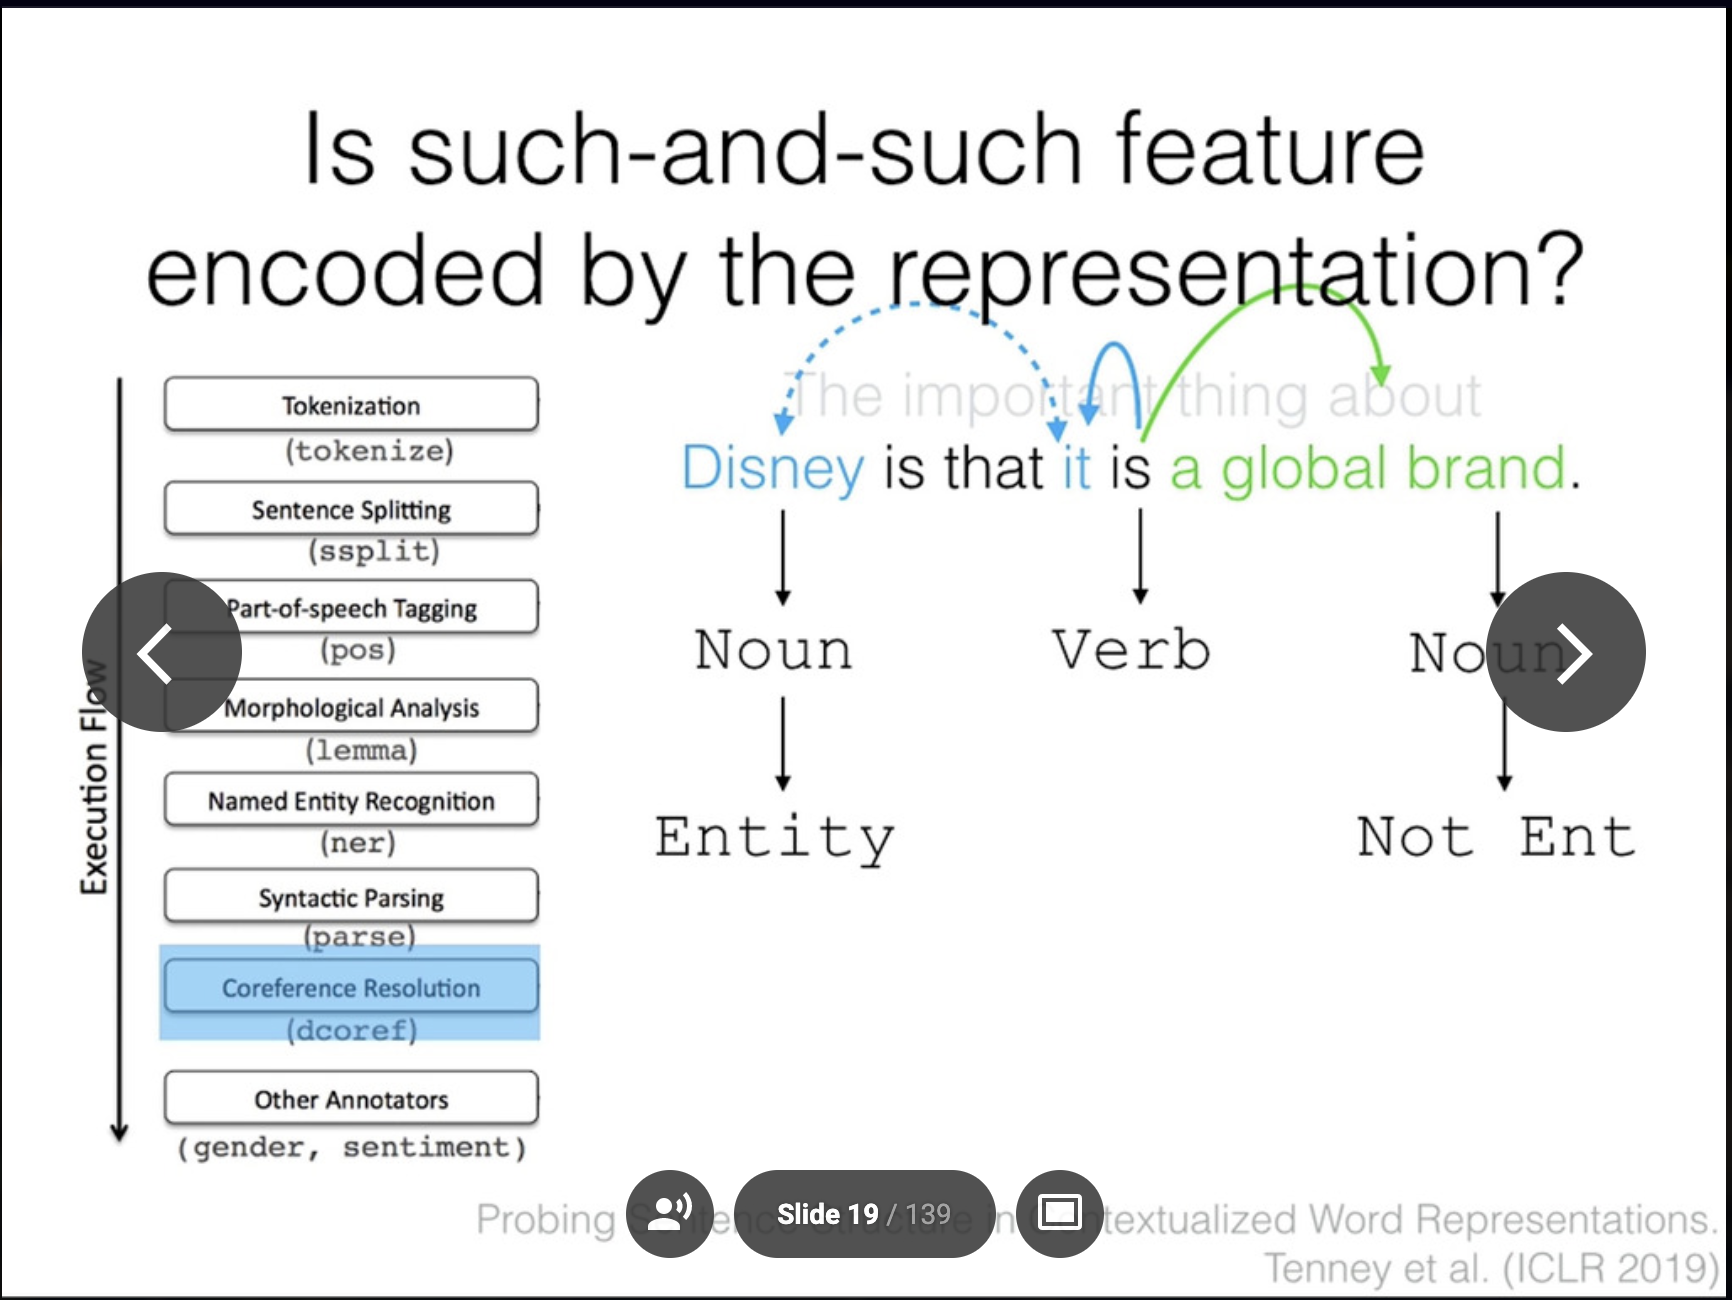 Is such-and-such feature
encoded by the representation?
Execution Flow
Tokenization
(tokenize)
Sentence Splitting
(ssplit)
Part-of-speech Tagging
(pos)
Morphological Analysis
(lemma)
Named Entity Recognition
(ner)
Syntactic Parsing
(parse)
Coreference Resolution
(dcoref)
Other Annotators
(gender, sentiment)
The important thing about
Disney is that it is a global brand.
Noun Verb Noun
Entity Not Ent
Slide 19 / 139
Probing Sentence Structure in Contextualized Word Representations.
Tenney et al. (ICLR 2019)